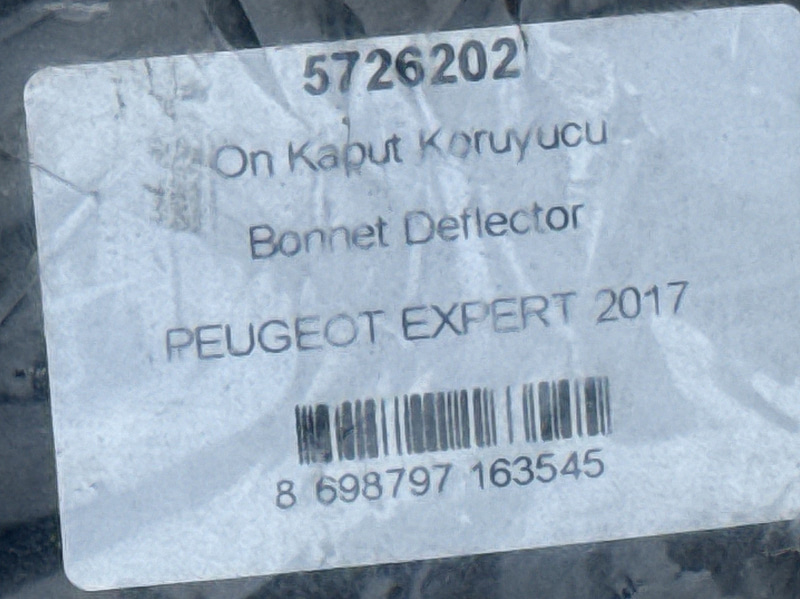 5726202
On Kaput Koruyucu
Bonnet Deflector
PEUGEOT EXPERT 2017
8 698797 163545